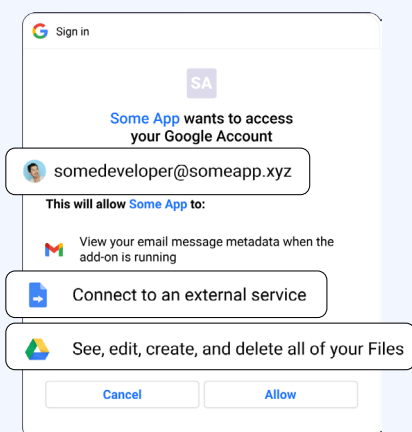 Sign in
SA
Some App wants to access
your Google Account
somedeveloper@someapp.xyz
This will allow Some App to:
View your email message metadata when the
add-on is running
Connect to an external service
See, edit, create, and delete all of your Files
Cancel
Allow